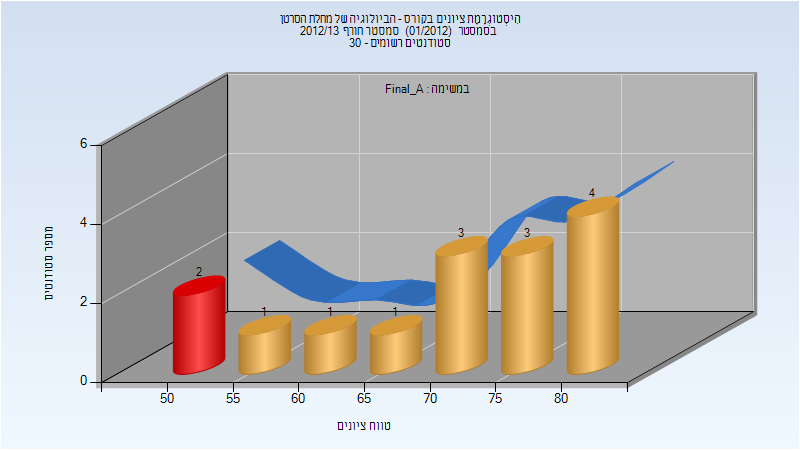 היסטוגרמת ציונים בקורס - הביולוגיה של מחלת הסרטן
בסמסטר (01/2012) סמסטר חורף 2012/13
סטודנטים רשומים - 30
במשימה : Final_A
מספר סטודנטים
6
4
2
0
2
1
1
1
3
3
4
50 55 60 65 70 75 80
טווח ציונים